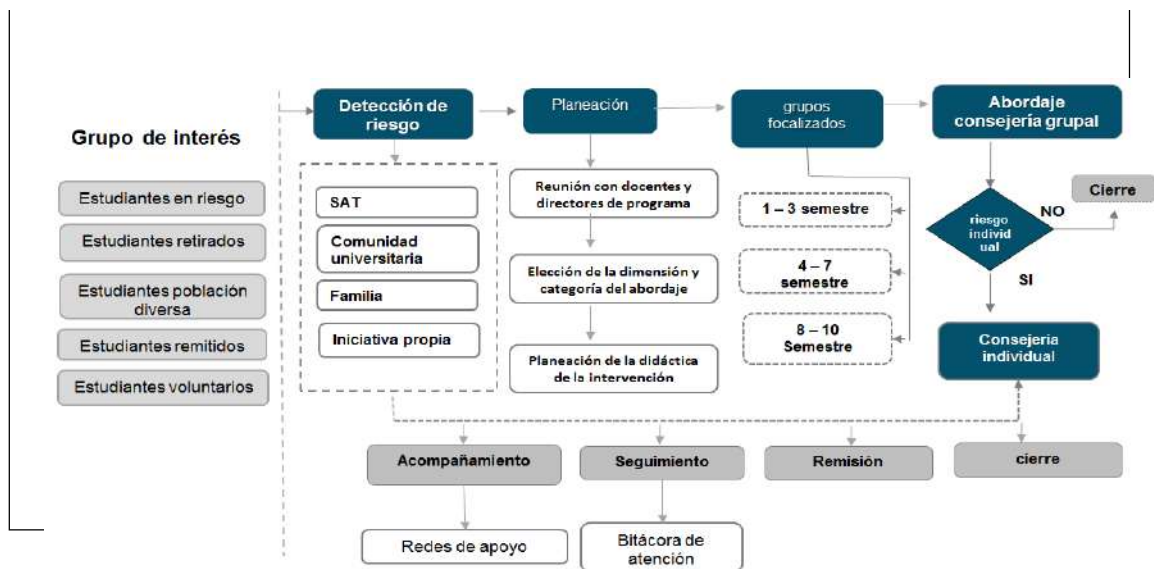 Grupo de interés
Estudiantes en riesgo
Estudiantes retirados
Estudiantes población
diversa
Estudiantes remitidos
Estudiantes voluntarios
Detección de
riesgo
SAT
Comunidad
universitaria
Familia
Iniciativa propia
Planeación
Reunión con docentes y
directores de programa
Elección de la dimensión y
categoría del abordaje
Planeación de la didáctica
de la intervención
grupos
focalizados
1 – 3 semestre
4 – 7
semestre
8 – 10
Semestre
Abordaje
consejería grupal
riesgo
individ
ual
NO
Cierre
SI
Consejeria
individual
Acompañamiento
Seguimiento
Remisión
cierre
Redes de apoyo
Bitácora de
atención